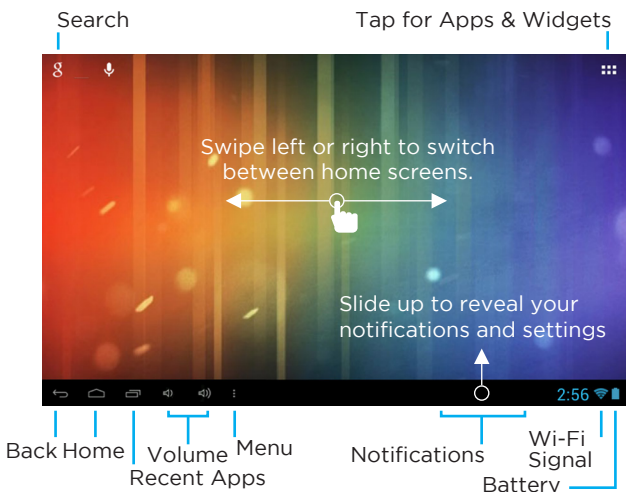 Search
Tap for Apps & Widgets
g
Swipe left or right to switch
between home screens.
Slide up to reveal your
notifications and settings
2:56
Back Home Volume Menu Notifications Wi-Fi
Signal
Recent Apps
Battery